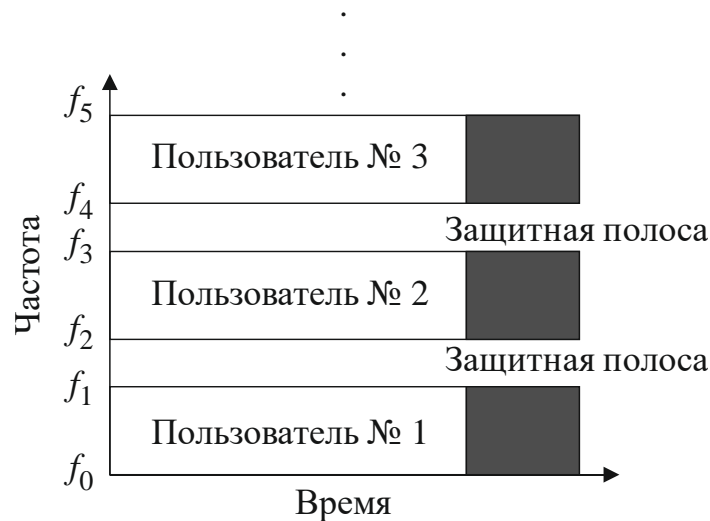 f5
Пользователь № 3
f4
Защитная полоса
f3
Пользователь № 2
f2
Защитная полоса
f1
Пользователь № 1
f0
Частота
Время